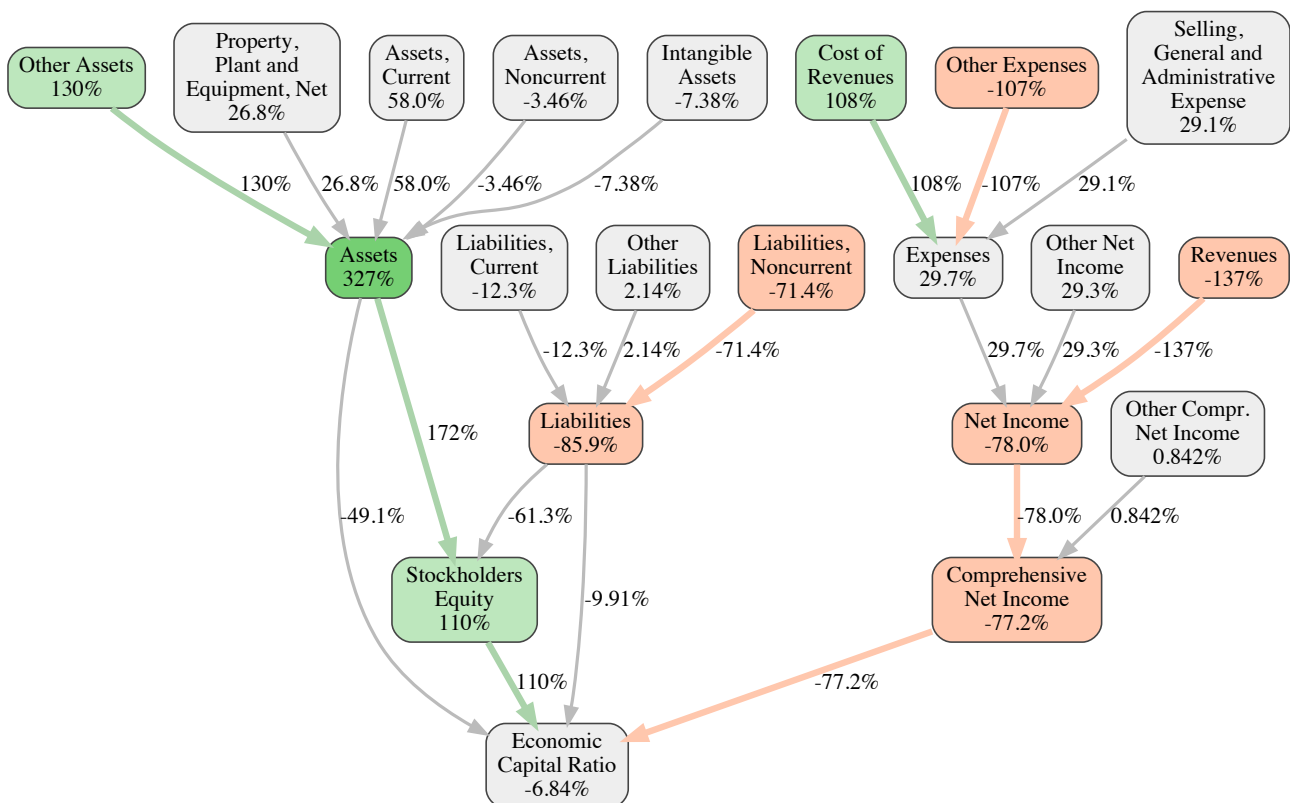 Other Assets
130%
Property,
Plant and
Equipment, Net
26.8%
Assets,
Current
58.0%
Assets,
Noncurrent
-3.46%
Intangible
Assets
-7.38%
Cost of
Revenues
108%
Other Expenses
-107%
Selling,
General and
Administrative
Expense
29.1%
130%
26.8%
58.0%
-3.46%
-7.38%
108%
-107%
29.1%
Assets
327%
Liabilities,
Current
-12.3%
Other
Liabilities
2.14%
Liabilities,
Noncurrent
-71.4%
Expenses
29.7%
Other Net
Income
29.3%
Revenues
-137%
-12.3%
2.14%
-71.4%
29.7%
29.3%
-137%
172%
Liabilities
-85.9%
Net Income
-78.0%
Other Compr.
Net Income
0.842%
-49.1%
-61.3%
-78.0%
0.842%
Stockholders
Equity
110%
-9.91%
Comprehensive
Net Income
-77.2%
110%
-77.2%
Economic
Capital Ratio
-6.84%